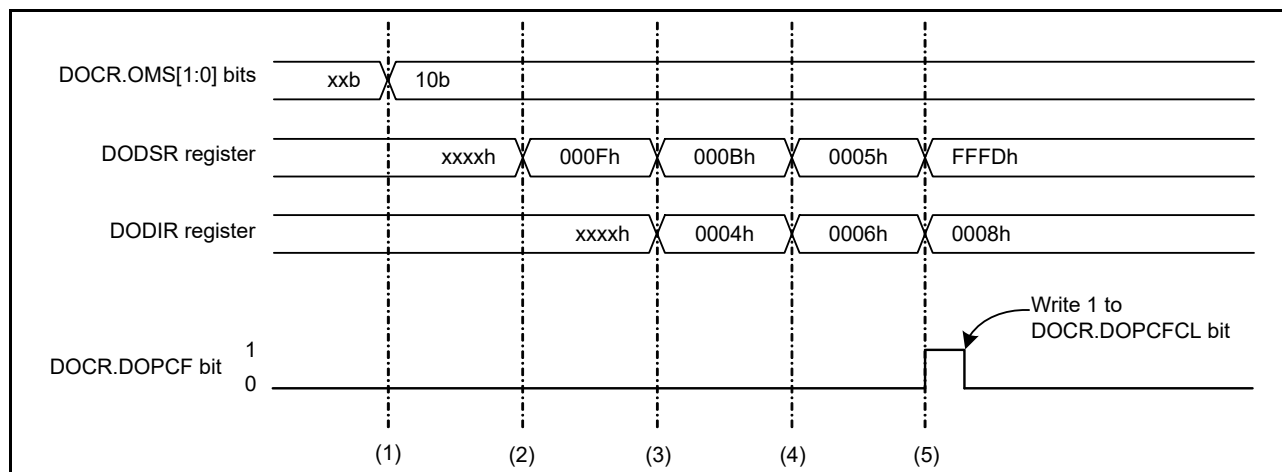 DOCR.OMS[1:0] bits
xxb
10b
DODSR register
xxxxh
000Fh
000Bh
0005h
FFFDh
DODIR register
xxxxh
0004h
0006h
0008h
Write 1 to
DOCR.DOPCFCL bit
DOCR.DOPCF bit
1
0
(1)
(2)
(3)
(4)
(5)